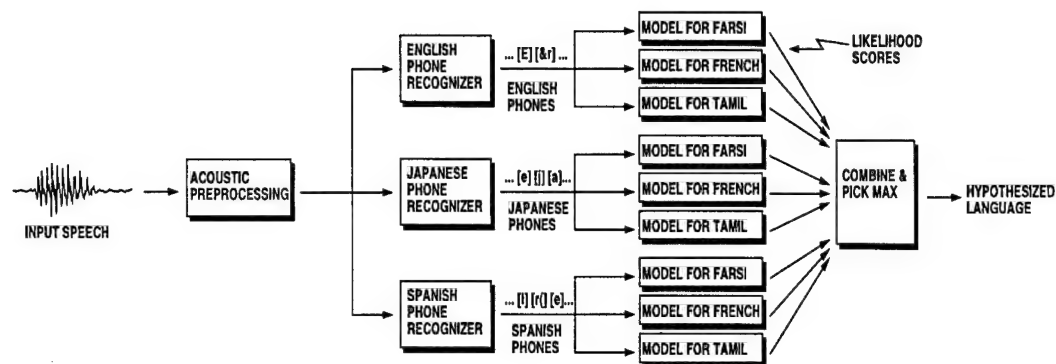 INPUT SPEECH
ACOUSTIC
PREPROCESSING
ENGLISH
PHONE
RECOGNIZER
... [E] [&r] ...
ENGLISH
PHONES
MODEL FOR FARSI
MODEL FOR FRENCH
MODEL FOR TAMIL
LIKELIHOOD
SCORES
JAPANESE
PHONE
RECOGNIZER
... [e] [j] [a]...
JAPANESE
PHONES
MODEL FOR FARSI
MODEL FOR FRENCH
MODEL FOR TAMIL
SPANISH
PHONE
RECOGNIZER
... [l] [r(] [e]...
SPANISH
PHONES
MODEL FOR FARSI
MODEL FOR FRENCH
MODEL FOR TAMIL
COMBINE &
PICK MAX
HYPOTHESIZED
LANGUAGE